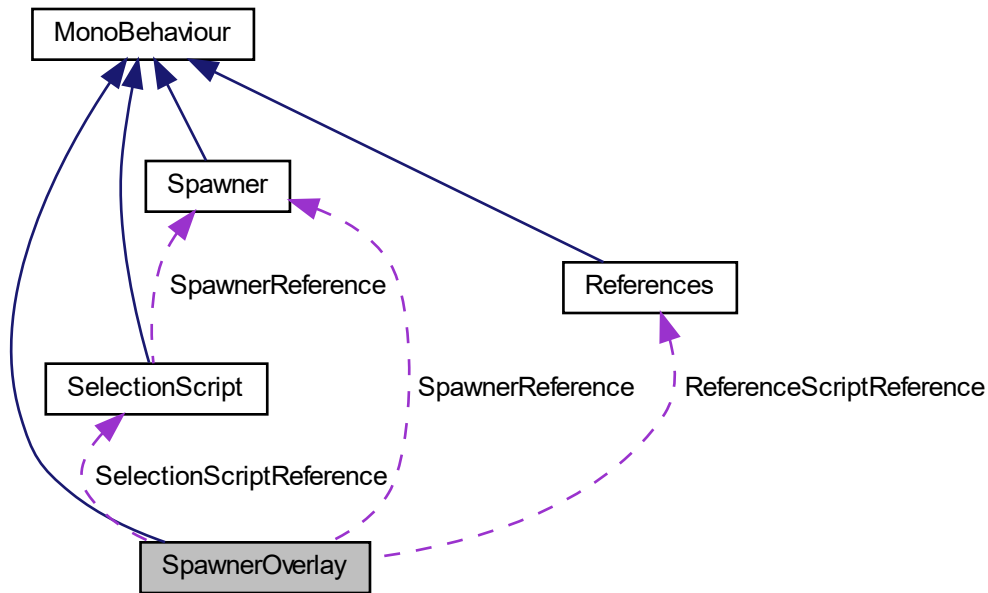 MonoBehaviour
Spawner
SpawnerReference
References
SelectionScript
SpawnerReference
ReferenceScriptReference
SelectionScriptReference
SpawnerOverlay